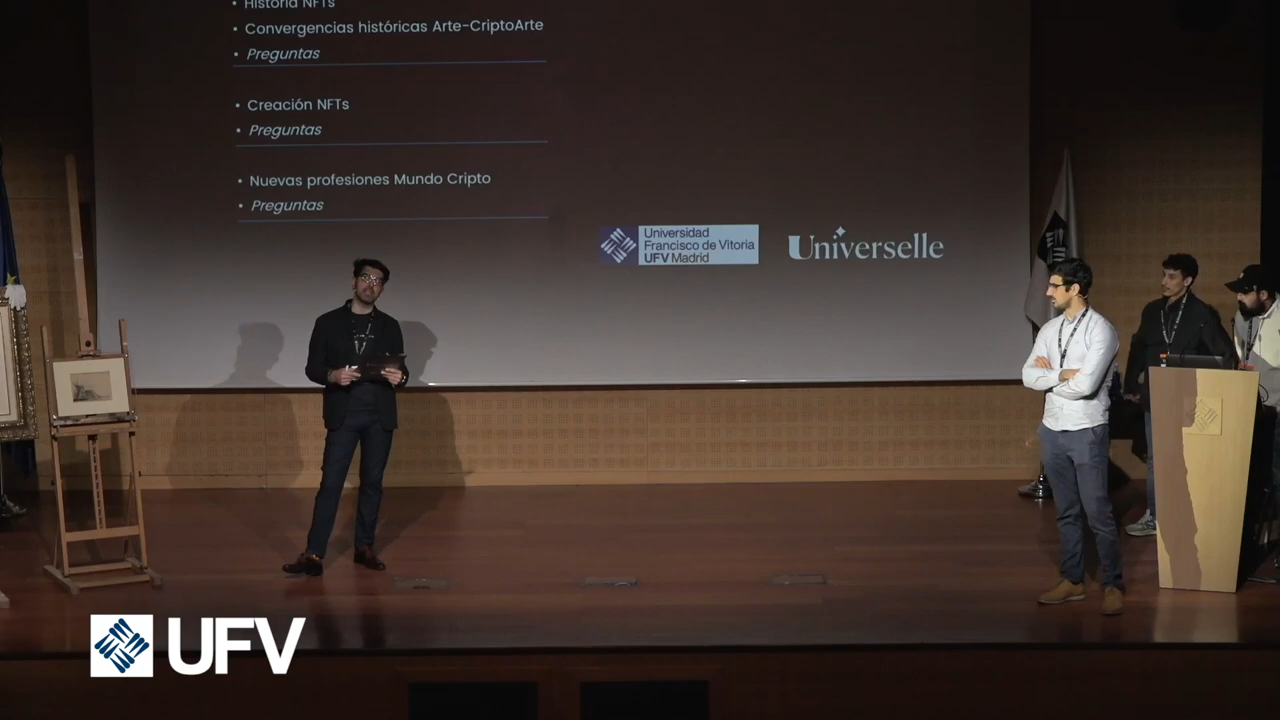 • Historia NFTs
• Convergencias históricas Arte-CriptoArte
• Preguntas
• Creación NFTs
• Preguntas
• Nuevas profesiones Mundo Cripto
• Preguntas
Universidad
Francisco de Vitoria
UFV Madrid
Universelle
UFV